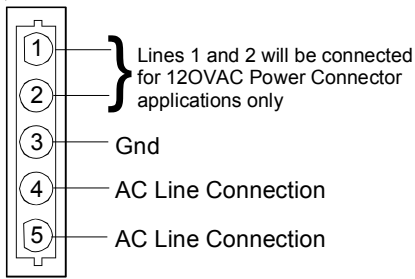 1
2
Lines 1 and 2 will be connected
for 12OVAC Power Connector
applications only
3 Gnd
4 AC Line Connection
5 AC Line Connection